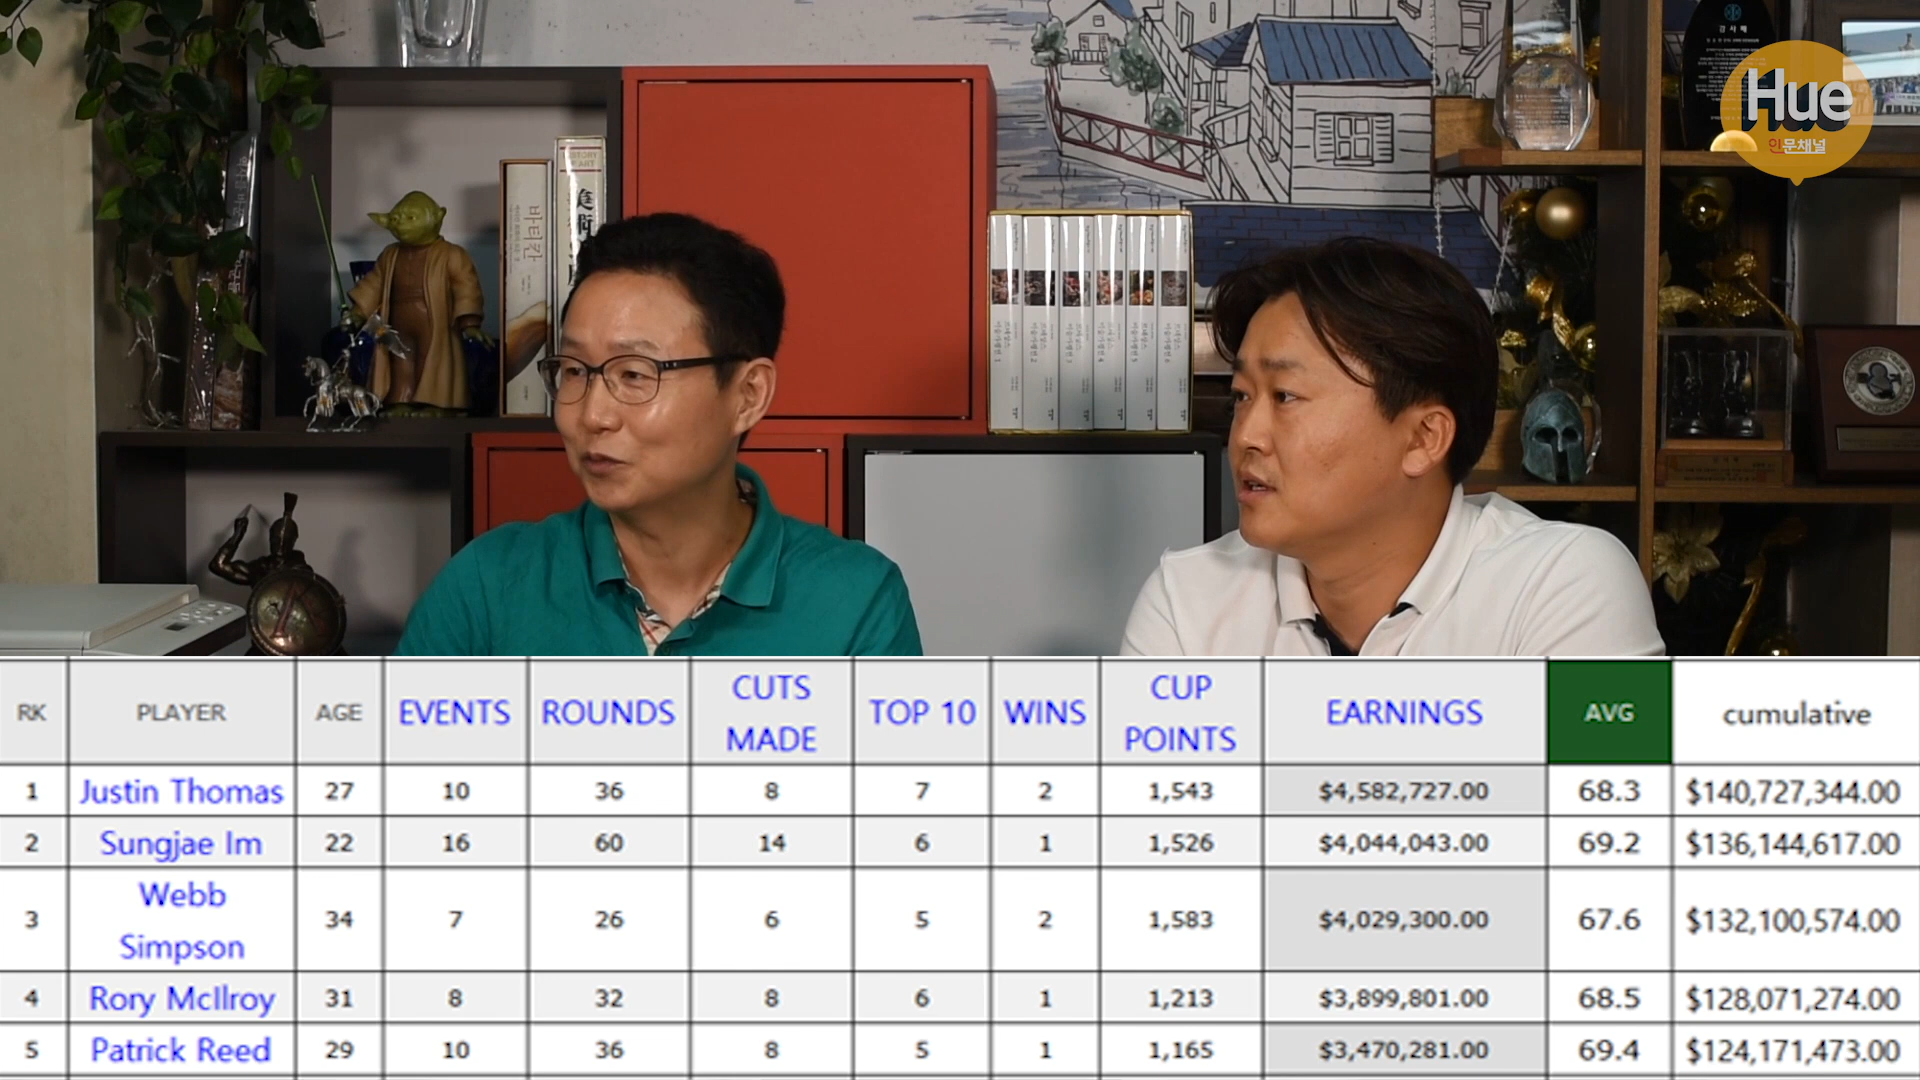 감사패
Hue
인문채널
바티칸
RK PLAYER AGE EVENTS ROUNDS CUTS MADE TOP 10 WINS CUP POINTS EARNINGS AVG cumulative
1 Justin Thomas 27 10 36 8 7 2 1,543 $4,582,727.00 68.3 $140,727,344.00
2 Sungjae Im 22 16 60 14 6 1 1,526 $4,044,043.00 69.2 $136,144,617.00
3 Webb Simpson 34 7 26 6 5 2 1,583 $4,029,300.00 67.6 $132,100,574.00
4 Rory McIlroy 31 8 32 8 6 1 1,213 $3,899,801.00 68.5 $128,071,274.00
5 Patrick Reed 29 10 36 8 5 1 1,165 $3,470,281.00 69.4 $124,171,473.00